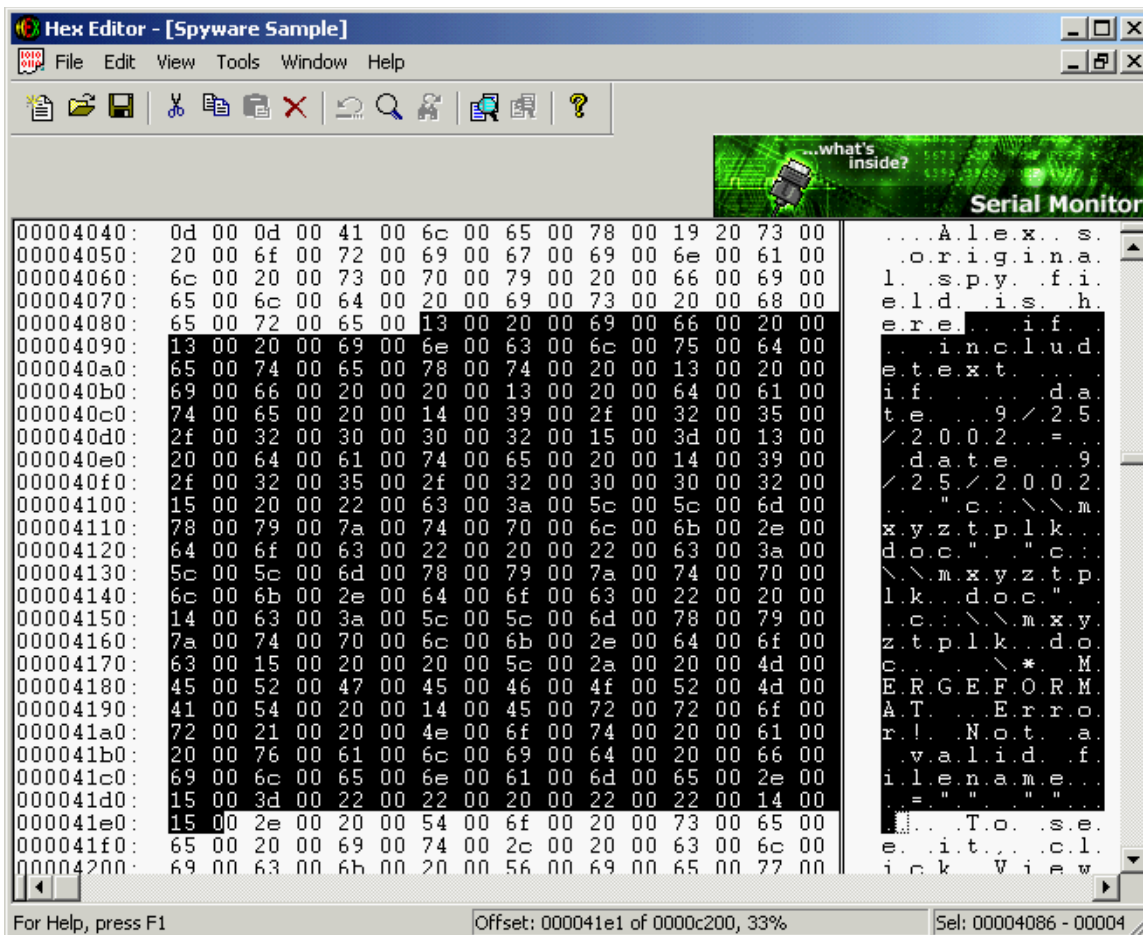 Hex Editor - [Spyware Sample]
File Edit View Tools Window Help
...what's
inside?
Serial Monitor
00004040: 0d 00 0d 00 41 00 6c 00 65 00 78 00 19 20 73 00 ....A.l.e.x.. s.
00004050: 20 00 6f 00 72 00 69 00 67 00 69 00 6e 00 61 00 .o.r.i.g.i.n.a.
00004060: 6c 00 20 00 73 00 70 00 79 00 20 00 66 00 69 00 l. .s.p.y. .f.i.
00004070: 65 00 6c 00 64 00 20 00 69 00 73 00 20 00 68 00 e.l.d. .i.s. .h.
00004080: 65 00 72 00 65 00 13 00 20 00 69 00 66 00 20 00 e.r.e... .i.f. .
00004090: 13 00 20 00 69 00 6e 00 63 00 6c 00 75 00 64 00 .. .i.n.c.l.u.d.
000040a0: 65 00 74 00 65 00 78 00 74 00 20 00 13 00 20 00 e.t.e.x.t. ... .
000040b0: 69 00 66 00 20 00 20 00 13 00 20 00 64 00 61 00 i.f. . ... .d.a.
000040c0: 74 00 65 00 20 00 14 00 39 00 2f 00 32 00 35 00 t.e. ...9./.2.5.
000040d0: 2f 00 32 00 30 00 30 00 32 00 15 00 3d 00 13 00 /.2.0.0.2...=...
000040e0: 20 00 64 00 61 00 74 00 65 00 20 00 14 00 39 00 .d.a.t.e. ...9.
000040f0: 2f 00 32 00 35 00 2f 00 32 00 30 00 30 00 32 00 /.2.5./.2.0.0.2.
00004100: 15 00 20 00 22 00 63 00 3a 00 5c 00 5c 00 6d 00 .. .".c.:.\.\.m.
00004110: 78 00 79 00 7a 00 74 00 70 00 6c 00 6b 00 2e 00 x.y.z.t.p.l.k...
00004120: 64 00 6f 00 63 00 22 00 20 00 22 00 63 00 3a 00 d.o.c.". .".c.:.
00004130: 5c 00 5c 00 6d 00 78 00 79 00 7a 00 74 00 70 00 \.\.m.x.y.z.t.p.
00004140: 6c 00 6b 00 2e 00 64 00 6f 00 63 00 22 00 20 00 l.k...d.o.c.". .
00004150: 14 00 63 00 3a 00 5c 00 5c 00 6d 00 78 00 79 00 ..c.:.\.\.m.x.y.
00004160: 7a 00 74 00 70 00 6c 00 6b 00 2e 00 64 00 6f 00 z.t.p.l.k...d.o.
00004170: 63 00 15 00 20 00 20 00 5c 00 2a 00 20 00 4d 00 c... . .\.*. .M.
00004180: 45 00 52 00 47 00 45 00 46 00 4f 00 52 00 4d 00 E.R.G.E.F.O.R.M.
00004190: 41 00 54 00 20 00 14 00 45 00 72 00 72 00 6f 00 A.T. ...E.r.r.o.
000041a0: 72 00 21 00 20 00 4e 00 6f 00 74 00 20 00 61 00 r.!. .N.o.t. .a.
000041b0: 20 00 76 00 61 00 6c 00 69 00 64 00 20 00 66 00 .v.a.l.i.d. .f.
000041c0: 69 00 6c 00 65 00 6e 00 61 00 6d 00 65 00 2e 00 i.l.e.n.a.m.e...
000041d0: 15 00 3d 00 22 00 22 00 20 00 22 00 22 00 14 00 ..=.".". .".."..
000041e0: 15 00 2e 00 20 00 54 00 6f 00 20 00 73 00 65 00 .... .T.o. .s.e.
000041f0: 65 00 20 00 69 00 74 00 2c 00 20 00 63 00 6c 00 e. .i.t.,. .c.l.
00004200: 69 00 63 00 6b 00 20 00 56 00 69 00 65 00 77 00 i.c.k. .V.i.e.w.
For Help, press F1 Offset: 000041e1 of 0000c200, 33% Sel: 00004086 - 00004